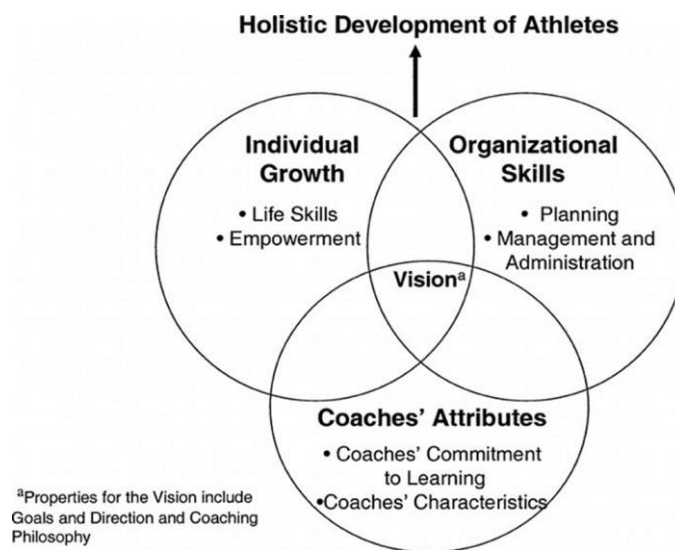 Holistic Development of Athletes
Individual
Growth
• Life Skills
• Empowerment
Organizational
Skills
• Planning
• Management and
Administration
Visionᵃ
Coaches' Attributes
• Coaches' Commitment
to Learning
•Coaches' Characteristics
ᵃProperties for the Vision include
Goals and Direction and Coaching
Philosophy